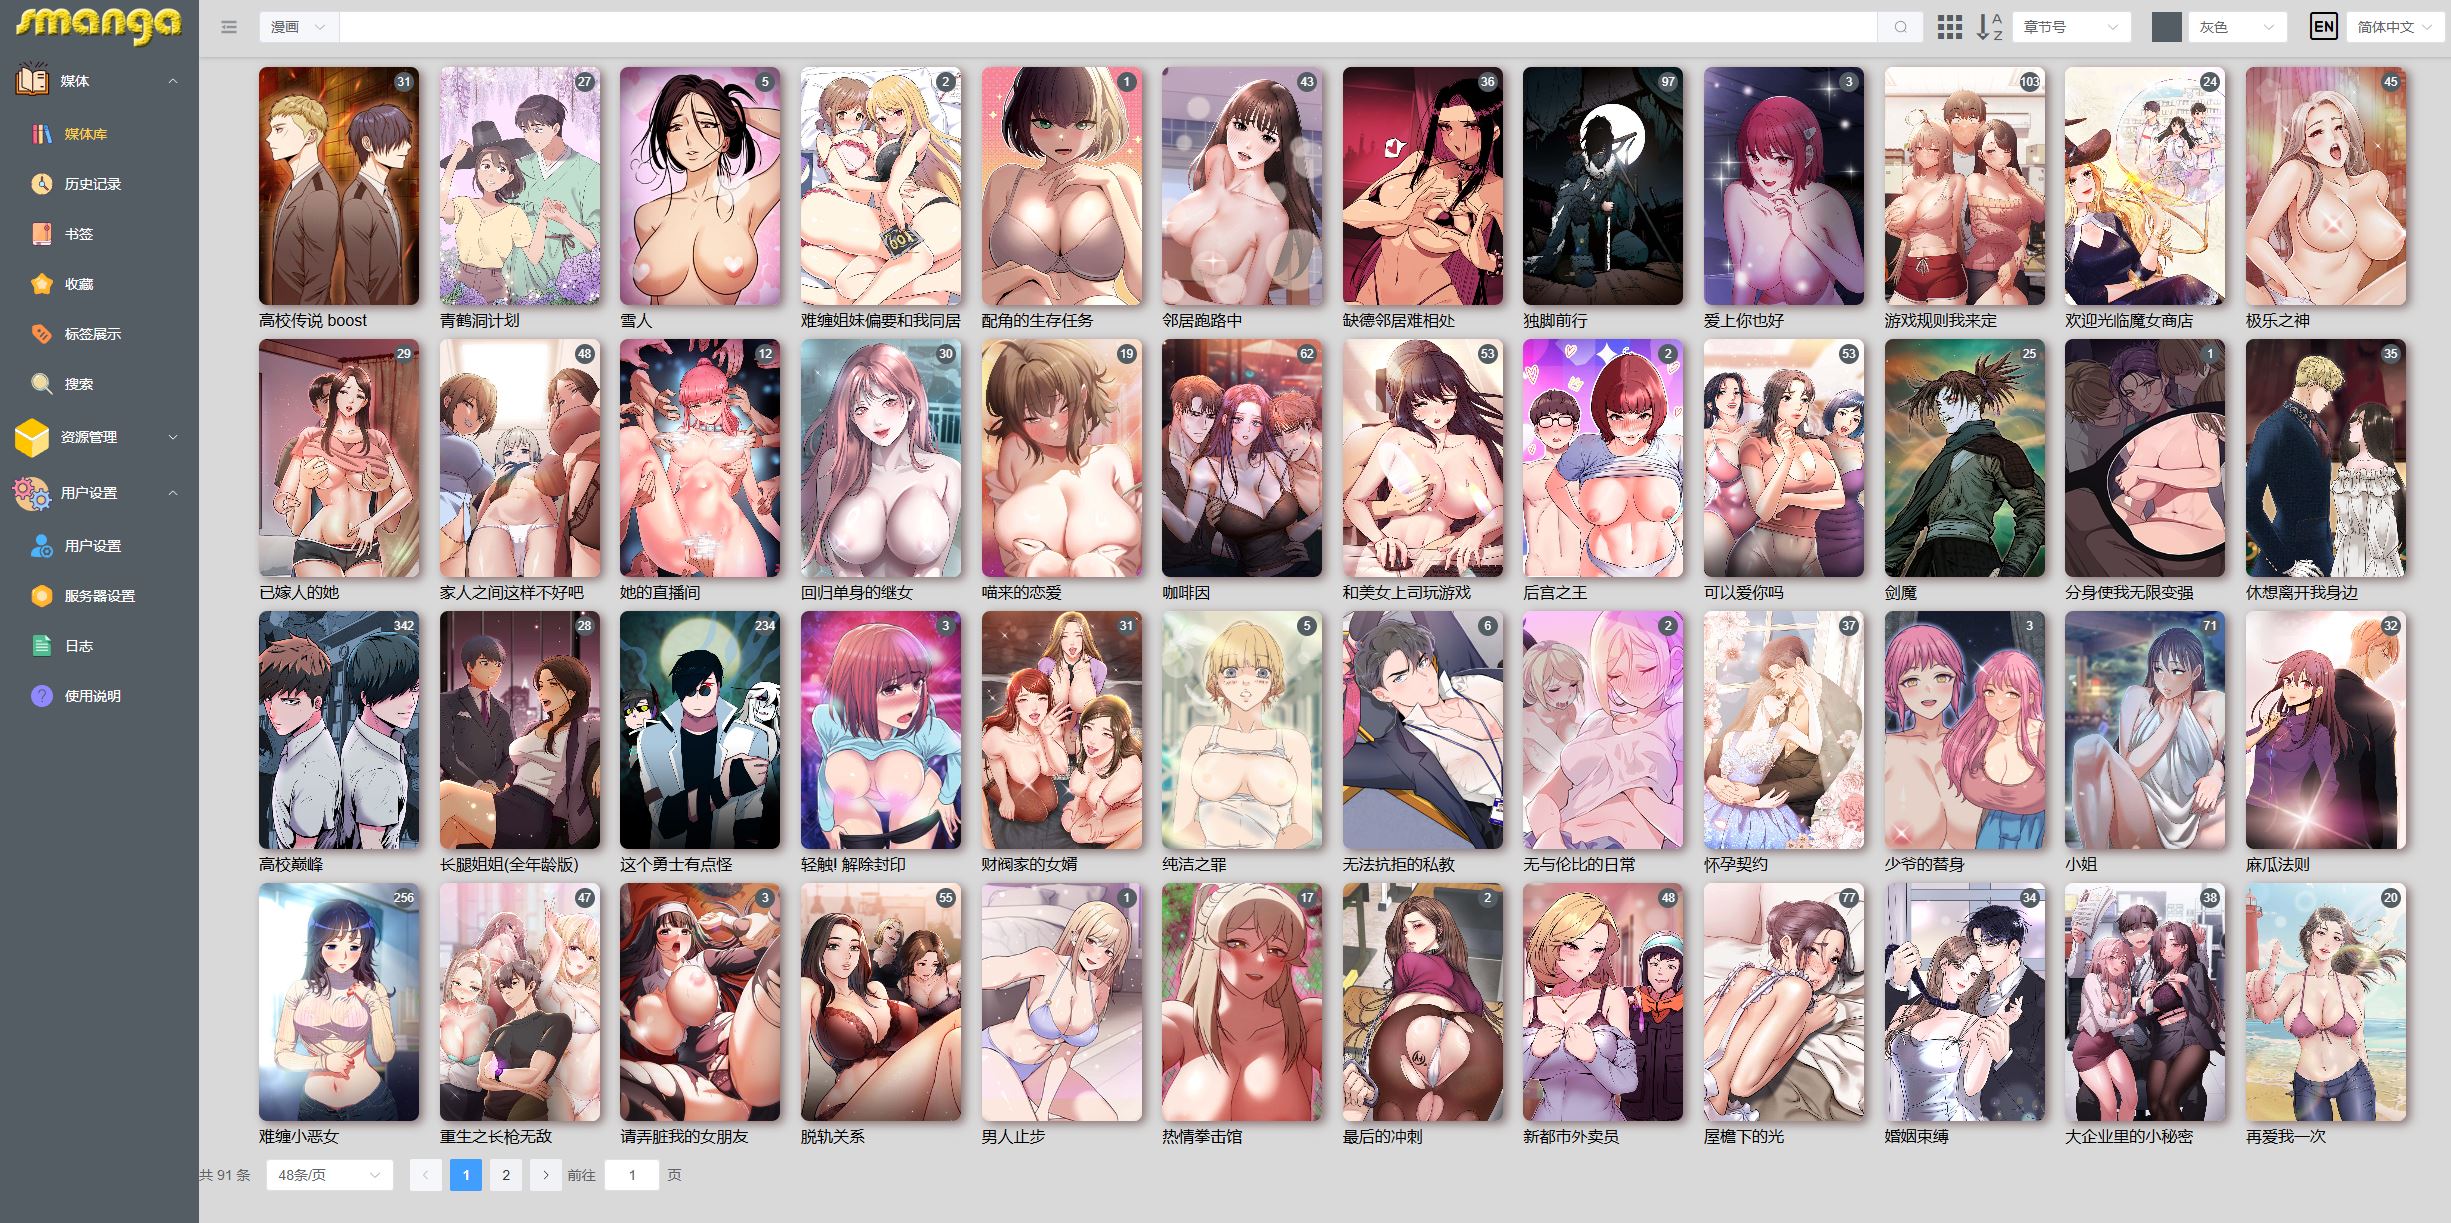 smanga
漫画
A
Z
章节号
灰色
EN
简体中文
媒体
媒体库
历史记录
书签
收藏
标签展示
搜索
资源管理
用户设置
用户设置
服务器设置
日志
使用说明
31
27
5
2
1
43
36
97
3
103
24
45
高校传说 boost
青鹤洞计划
雪人
难缠姐妹偏要和我同居
配角的生存任务
邻居跑路中
缺德邻居难相处
独脚前行
爱上你也好
游戏规则我来定
欢迎光临魔女商店
极乐之神
29
48
12
30
19
62
53
2
53
25
1
35
已嫁人的她
家人之间这样不好吧
她的直播间
回归单身的继女
喵来的恋爱
咖啡因
和美女上司玩游戏
后宫之王
可以爱你吗
剑魔
分身使我无限变强
休想离开我身边
342
28
234
3
31
5
6
2
37
3
71
32
高校巅峰
长腿姐姐(全年龄版)
这个勇士有点怪
轻触! 解除封印
财阀家的女婿
纯洁之罪
无法抗拒的私教
无与伦比的日常
怀孕契约
少爷的替身
小姐
麻瓜法则
256
47
3
55
1
17
2
48
77
34
38
20
难缠小恶女
重生之长枪无敌
请弄脏我的女朋友
脱轨关系
男人止步
热情拳击馆
最后的冲刺
新都市外卖员
屋檐下的光
婚姻束缚
大企业里的小秘密
再爱我一次
共 91 条
48条/页
1
2
前往
1
页